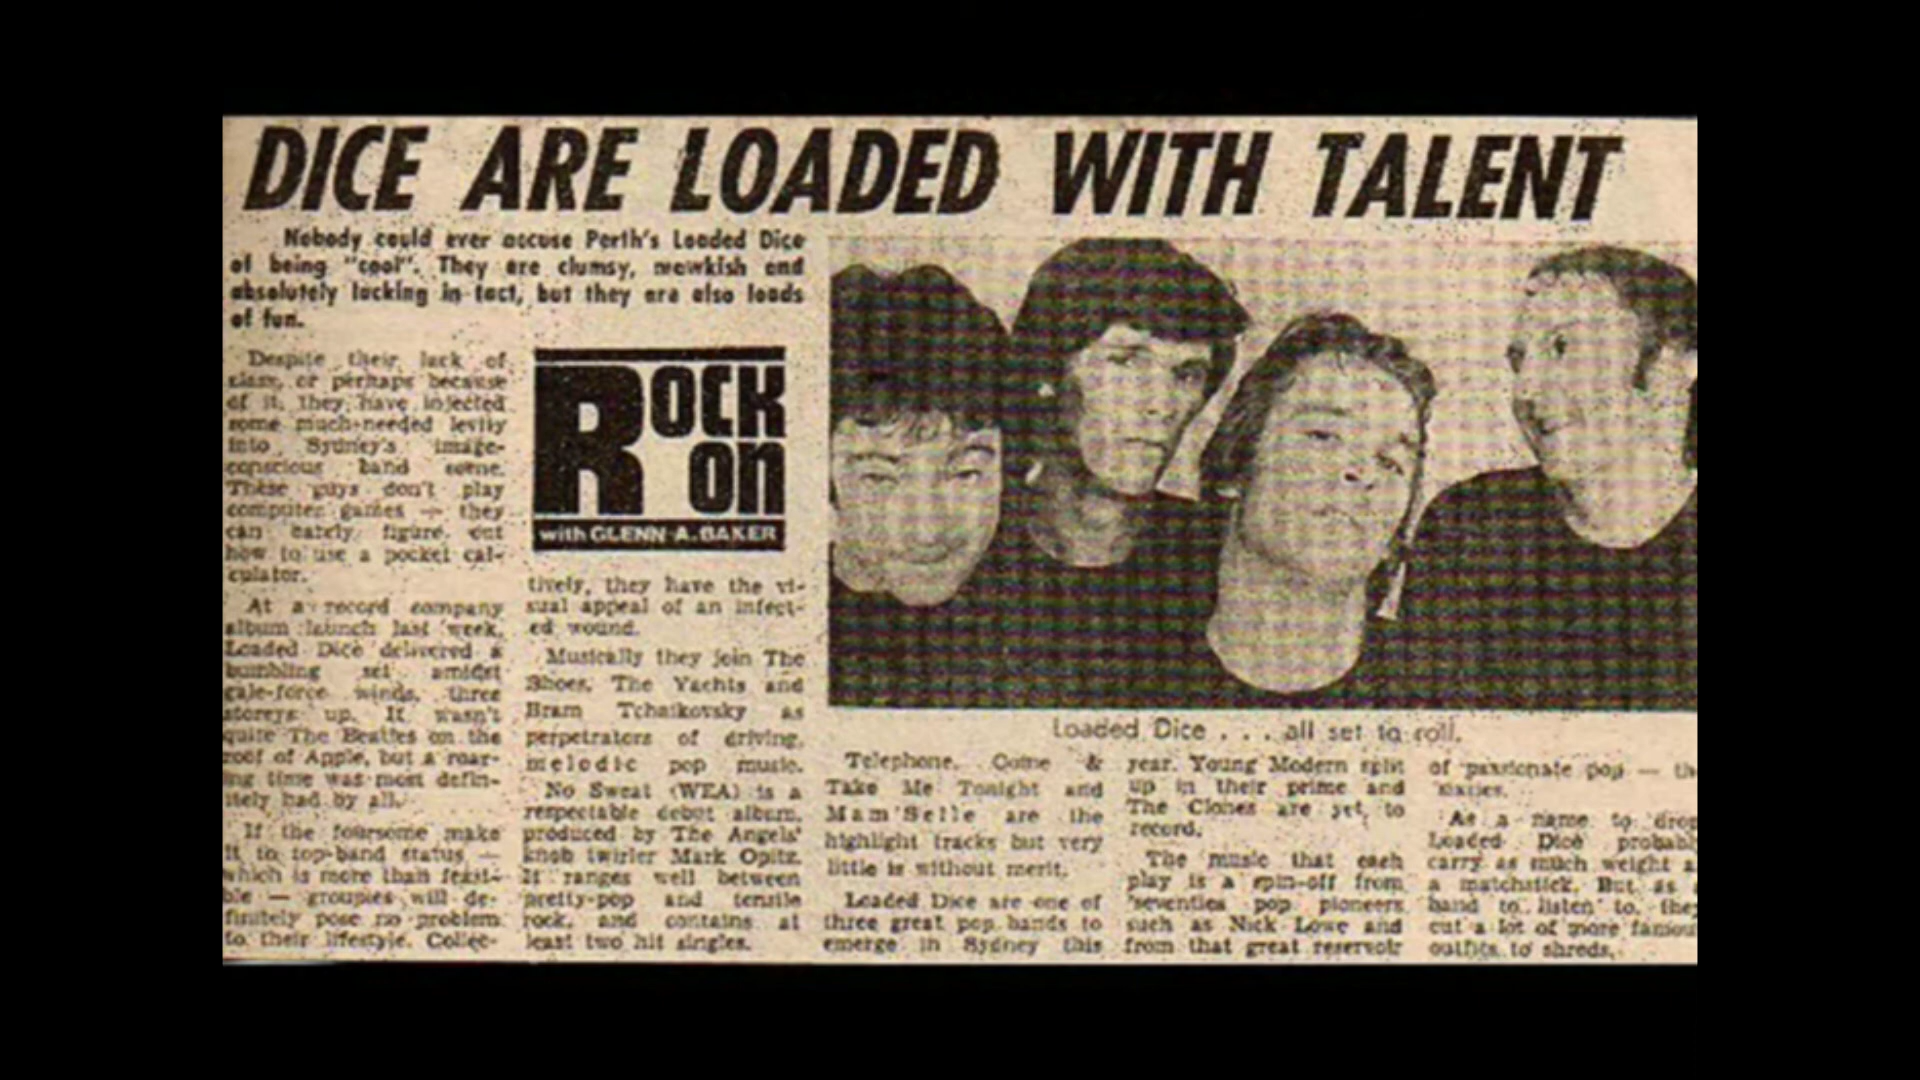 DICE ARE LOADED WITH TALENT
Nobody could ever accuse Perth's Loaded Dice
of being "cool". They are clumsy, mawkish and
absolutely lacking in tact, but they are also loads
of fun.
Despite their lack of
class, or perhaps because
of it, they have injected
some much-needed levity
into Sydney's image-
conscious band scene.
These guys don't play
computer games — they
can barely figure out
how to use a pocket cal-
culator.
At a record company
album launch last week,
Loaded Dice delivered a
bumbling set amidst
gale-force winds, three
storeys up. It wasn't
quite The Beatles on the
roof of Apple, but a roar-
ing time was most defin-
itely had by all.
If the foursome make
it to top-band status —
which is more than feasi-
ble — groupies will de-
finitely pose no problem
to their lifestyle. Collec-
ROCK
on
with GLENN A. BAKER
tively, they have the vi-
sual appeal of an infect-
ed wound.
Musically they join The
Shoes, The Yachts and
Bram Tchaikovsky as
perpetrators of driving,
melodic pop music.
No Sweat (WEA) is a
respectable debut album,
produced by The Angels'
knob twirler Mark Opitz.
It ranges well between
pretty-pop and tensile
rock, and contains at
least two hit singles.
Loaded Dice . . . all set to roll.
Telephone, Come &
Take Me Tonight and
Mam'Selle are the
highlight tracks but very
little is without merit.
Loaded Dice are one of
three great pop bands to
emerge in Sydney this
year. Young Modern split
up in their prime and
The Clones are yet to
record.
The music that each
play is a spin-off from
'seventies pop pioneers
such as Nick Lowe and
from that great reservoir
of passionate pop — th
'sixties.
As a name to drop
Loaded Dice probabl
carry as much weight a
a matchstick. But as a
band to listen to, they
cut a lot of more famous
outfits to shreds.